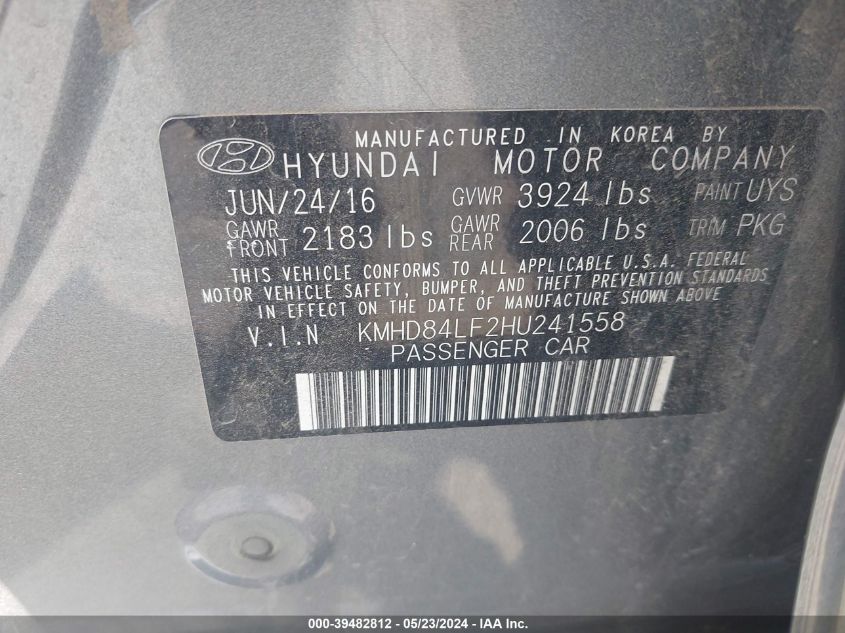 MANUFACTURED IN KOREA BY
HYUNDAI MOTOR COMPANY
JUN/24/16 GVWR 3924 lbs PAINT UYS
GAWR FRONT 2183 lbs GAWR REAR 2006 lbs TRIM PKG
THIS VEHICLE CONFORMS TO ALL APPLICABLE U.S.A. FEDERAL
MOTOR VEHICLE SAFETY, BUMPER, AND THEFT PREVENTION STANDARDS
IN EFFECT ON THE DATE OF MANUFACTURE SHOWN ABOVE
V.I.N KMHD84LF2HU241558
PASSENGER CAR
000-39482812 - 05/23/2024 - IAA Inc.